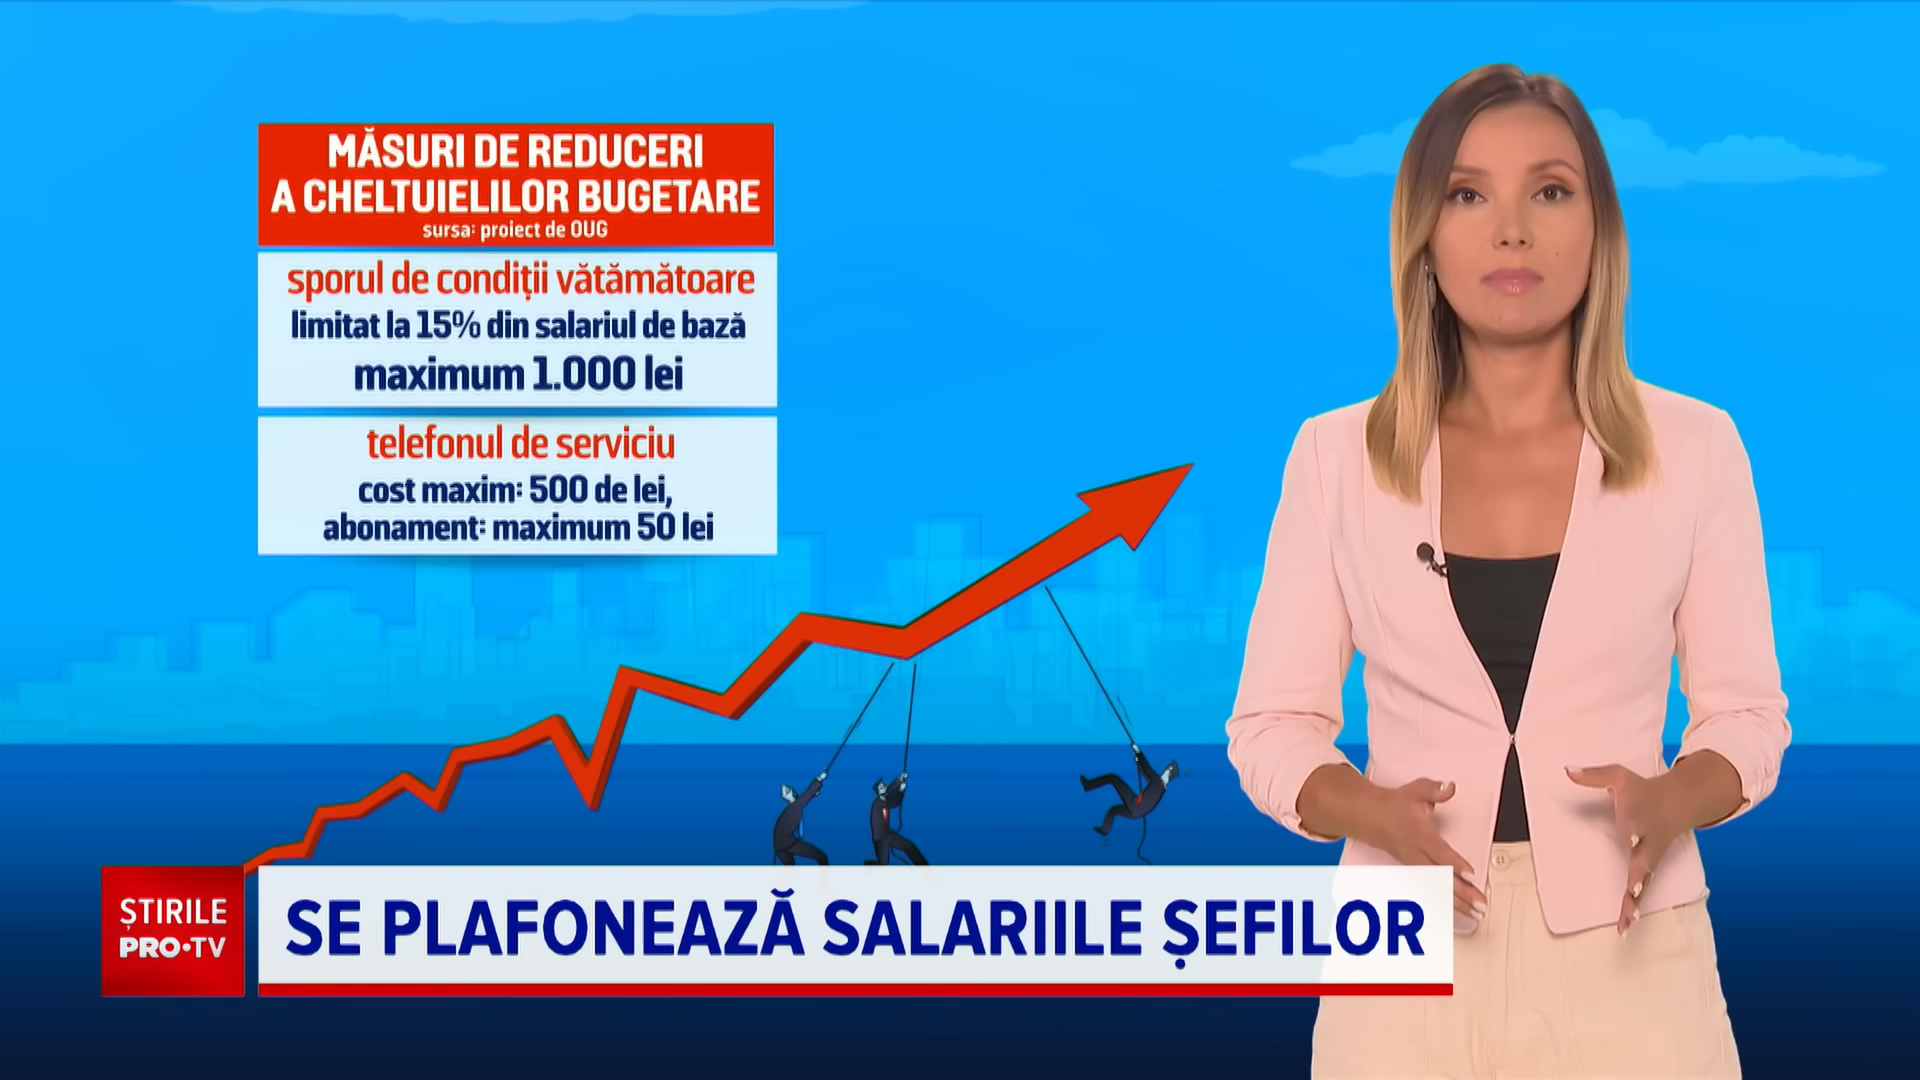 MĂSURI DE REDUCERI
A CHELTUIELILOR BUGETARE
sursa: proiect de OUG
sporul de condiții vătămătoare
limitat la 15% din salariul de bază
maximum 1.000 lei
telefonul de serviciu
cost maxim: 500 de lei,
abonament: maximum 50 lei
ȘTIRILE
PRO•TV
SE PLAFONEAZĂ SALARIILE ȘEFILOR